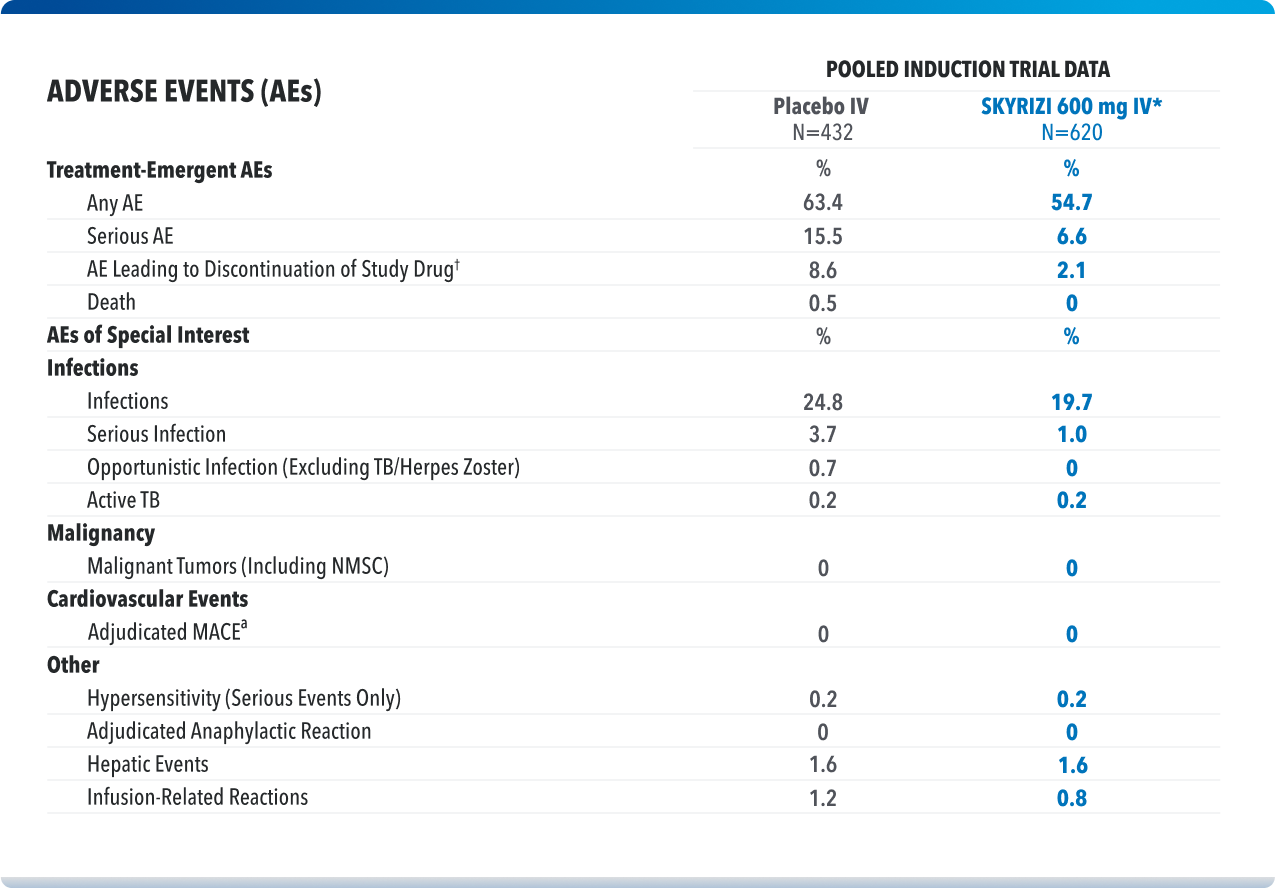 POOLED INDUCTION TRIAL DATA
ADVERSE EVENTS (AEs)
Placebo IV SKYRIZI 600 mg IV*
N=432 N=620
Treatment-Emergent AEs % %
Any AE 63.4 54.7
Serious AE 15.5 6.6
AE Leading to Discontinuation of Study Drug† 8.6 2.1
Death 0.5 0
AEs of Special Interest % %
Infections
Infections 24.8 19.7
Serious Infection 3.7 1.0
Opportunistic Infection (Excluding TB/Herpes Zoster) 0.7 0
Active TB 0.2 0.2
Malignancy
Malignant Tumors (Including NMSC) 0 0
Cardiovascular Events
Adjudicated MACEª 0 0
Other
Hypersensitivity (Serious Events Only) 0.2 0.2
Adjudicated Anaphylactic Reaction 0 0
Hepatic Events 1.6 1.6
Infusion-Related Reactions 1.2 0.8